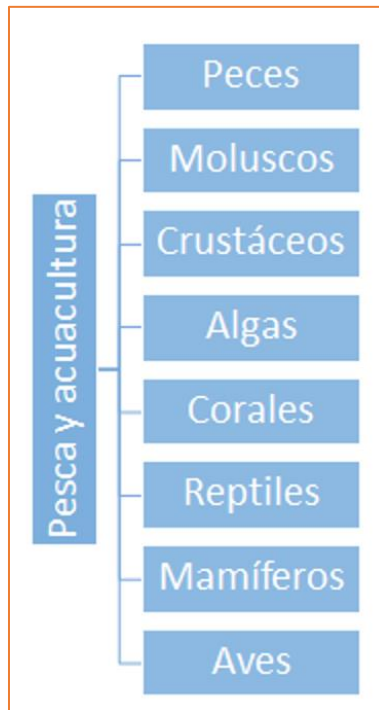 Pesca y acuacultura
Peces
Moluscos
Crustáceos
Algas
Corales
Reptiles
Mamíferos
Aves